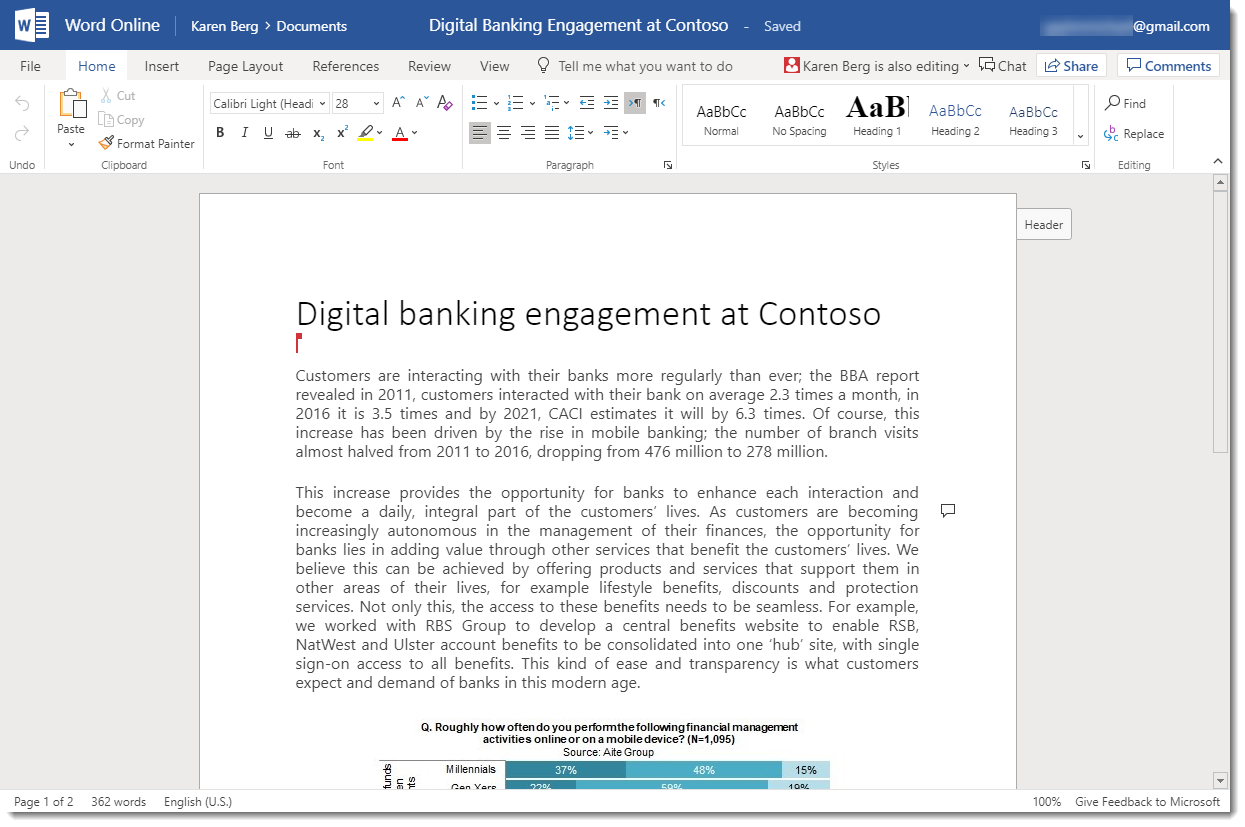 Word Online
Karen Berg > Documents
Digital Banking Engagement at Contoso - Saved
@gmail.com
File Home Insert Page Layout References Review View Tell me what you want to do
Karen Berg is also editing Chat Share Comments
Paste
Cut
Copy
Format Painter
Calibri Light (Headi 28
B I U ab x₂ x² A
AaBbCc AaBbCc AaB AaBbCc AaBbCc
Normal No Spacing Heading 1 Heading 2 Heading 3
Find
Replace
Undo Clipboard Font Paragraph Styles Editing
Header
Digital banking engagement at Contoso
Customers are interacting with their banks more regularly than ever; the BBA report
revealed in 2011, customers interacted with their bank on average 2.3 times a month, in
2016 it is 3.5 times and by 2021, CACI estimates it will by 6.3 times. Of course, this
increase has been driven by the rise in mobile banking; the number of branch visits
almost halved from 2011 to 2016, dropping from 476 million to 278 million.
This increase provides the opportunity for banks to enhance each interaction and
become a daily, integral part of the customers’ lives. As customers are becoming
increasingly autonomous in the management of their finances, the opportunity for
banks lies in adding value through other services that benefit the customers’ lives. We
believe this can be achieved by offering products and services that support them in
other areas of their lives, for example lifestyle benefits, discounts and protection
services. Not only this, the access to these benefits needs to be seamless. For example,
we worked with RBS Group to develop a central benefits website to enable RSB,
NatWest and Ulster account benefits to be consolidated into one ‘hub’ site, with single
sign-on access to all benefits. This kind of ease and transparency is what customers
expect and demand of banks in this modern age.
Q. Roughly how often do you perform the following financial management
activities online or on a mobile device? (N=1,095)
Source: Aite Group
Millennials 37% 48% 15%
Gen Xers 22% 59% 19%
Page 1 of 2 362 words English (U.S.)
100% Give Feedback to Microsoft